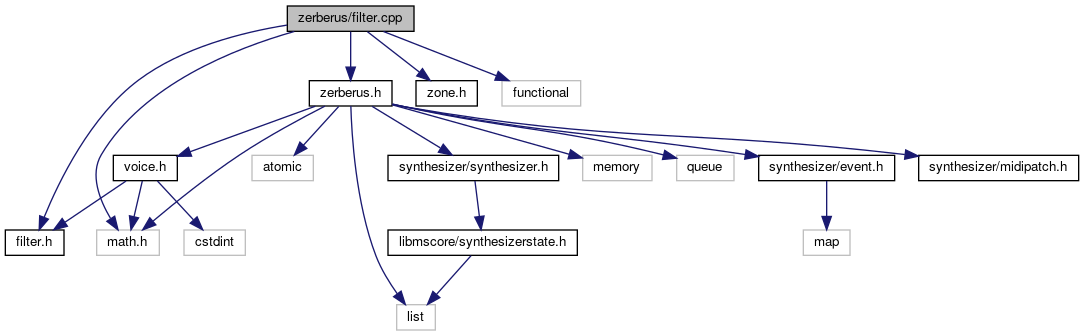 zerberus/filter.cpp
zerberus.h
zone.h
functional
voice.h
atomic
synthesizer/synthesizer.h
memory
queue
synthesizer/event.h
synthesizer/midipatch.h
filter.h
math.h
cstdint
libmscore/synthesizerstate.h
map
list